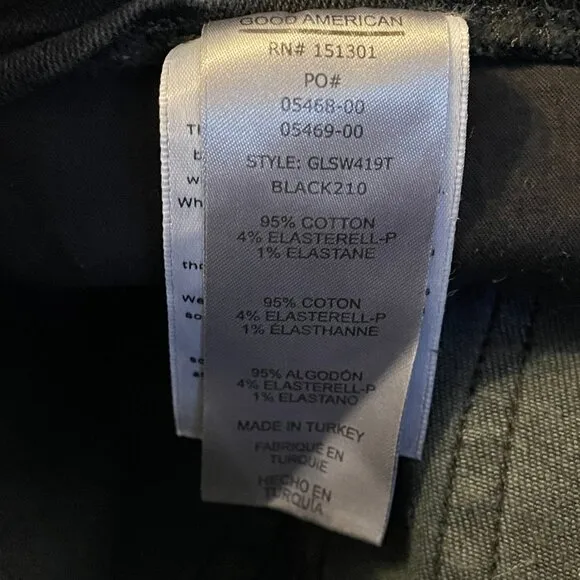 GOOD AMERICAN
RN# 151301
PO#
05468-00
05469-00
STYLE: GLSW419T
BLACK210
95% COTTON
4% ELASTERELL-P
1% ELASTANE
95% COTON
4% ELASTERELL-P
1% ÉLASTHANNE
95% ALGODÓN
4% ELASTERELL-P
1% ELASTANO
MADE IN TURKEY
FABRIQUÉ EN
TURQUIE
HECHO EN
TURQUÍA